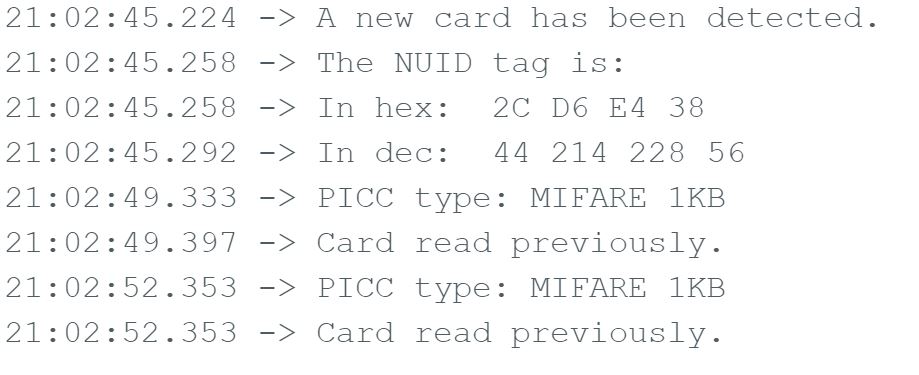 21:02:45.224 -> A new card has been detected.
21:02:45.258 -> The NUID tag is:
21:02:45.258 -> In hex:  2C D6 E4 38
21:02:45.292 -> In dec:  44 214 228 56
21:02:49.333 -> PICC type: MIFARE 1KB
21:02:49.397 -> Card read previously.
21:02:52.353 -> PICC type: MIFARE 1KB
21:02:52.353 -> Card read previously.